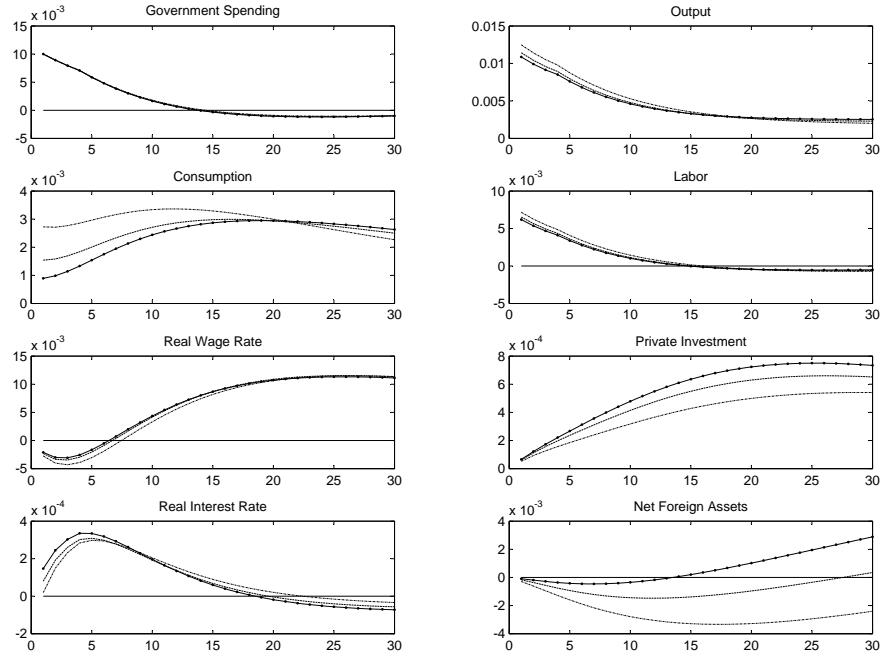 Government Spending
x 10-3
15
10
5
0
-5
0 5 10 15 20 25 30
Output
0.015
0.01
0.005
0
0 5 10 15 20 25 30
Consumption
x 10-3
4
3
2
1
0
0 5 10 15 20 25 30
Labor
x 10-3
10
5
0
-5
0 5 10 15 20 25 30
Real Wage Rate
x 10-3
15
10
5
0
-5
0 5 10 15 20 25 30
Private Investment
x 10-4
8
6
4
2
0
0 5 10 15 20 25 30
Real Interest Rate
x 10-4
4
2
0
-2
0 5 10 15 20 25 30
Net Foreign Assets
x 10-3
4
2
0
-2
-4
0 5 10 15 20 25 30